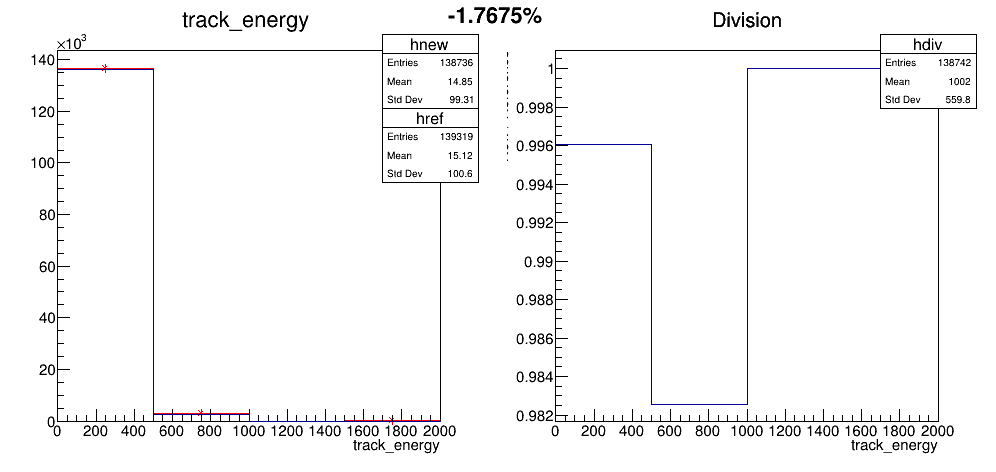 track_energy
-1.7675%
Division
×10³
hnew
Entries 138736
Mean 14.85
Std Dev 99.31
href
Entries 139319
Mean 15.12
Std Dev 100.6
140
120
100
80
60
40
20
0
0 200 400 600 800 1000 1200 1400 1600 1800 2000
track_energy
hdiv
Entries 138742
Mean 1002
Std Dev 559.8
1
0.998
0.996
0.994
0.992
0.99
0.988
0.986
0.984
0.982
0 200 400 600 800 1000 1200 1400 1600 1800 2000
track_energy